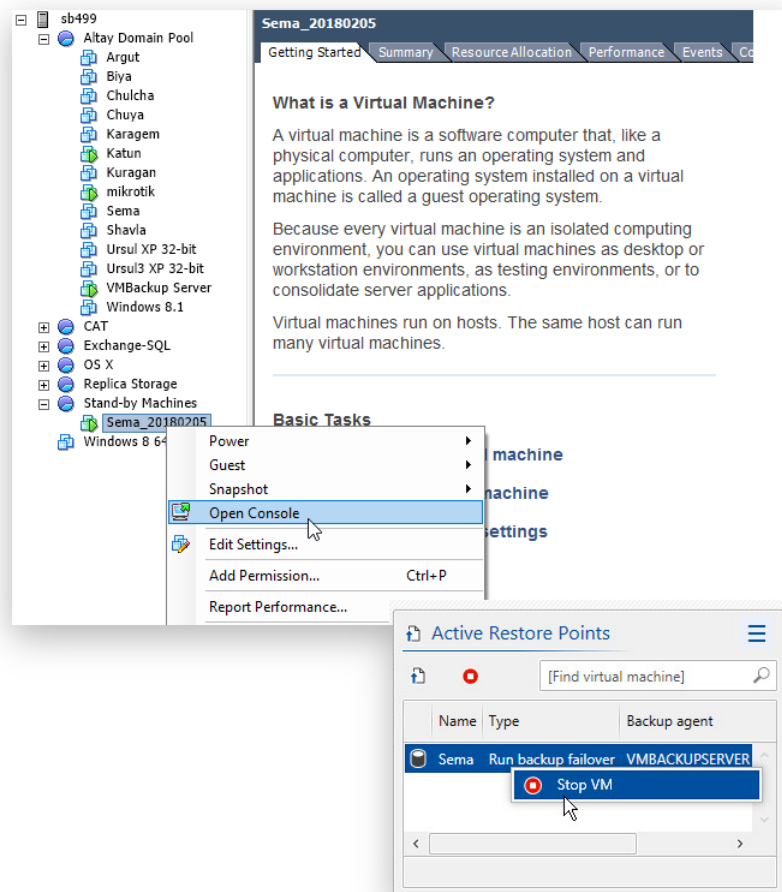 sb499
Altay Domain Pool
Argut
Biya
Chulcha
Chuya
Karagem
Katun
Kuragan
mikrotik
Sema
Shavla
Ursul XP 32-bit
Ursul3 XP 32-bit
VMBackup Server
Windows 8.1
CAT
Exchange-SQL
OS X
Replica Storage
Stand-by Machines
Sema_20180205
Windows 8 64
Sema_20180205
Getting Started Summary Resource Allocation Performance Events Co
What is a Virtual Machine?
A virtual machine is a software computer that, like a
physical computer, runs an operating system and
applications. An operating system installed on a virtual
machine is called a guest operating system.
Because every virtual machine is an isolated computing
environment, you can use virtual machines as desktop or
workstation environments, as testing environments, or to
consolidate server applications.
Virtual machines run on hosts. The same host can run
many virtual machines.
Basic Tasks
machine
machine
settings
Power
Guest
Snapshot
Open Console
Edit Settings...
Add Permission... Ctrl+P
Report Performance...
Active Restore Points
[Find virtual machine]
Name Type Backup agent
Sema Run backup failover VMBACKUPSERVER
Stop VM